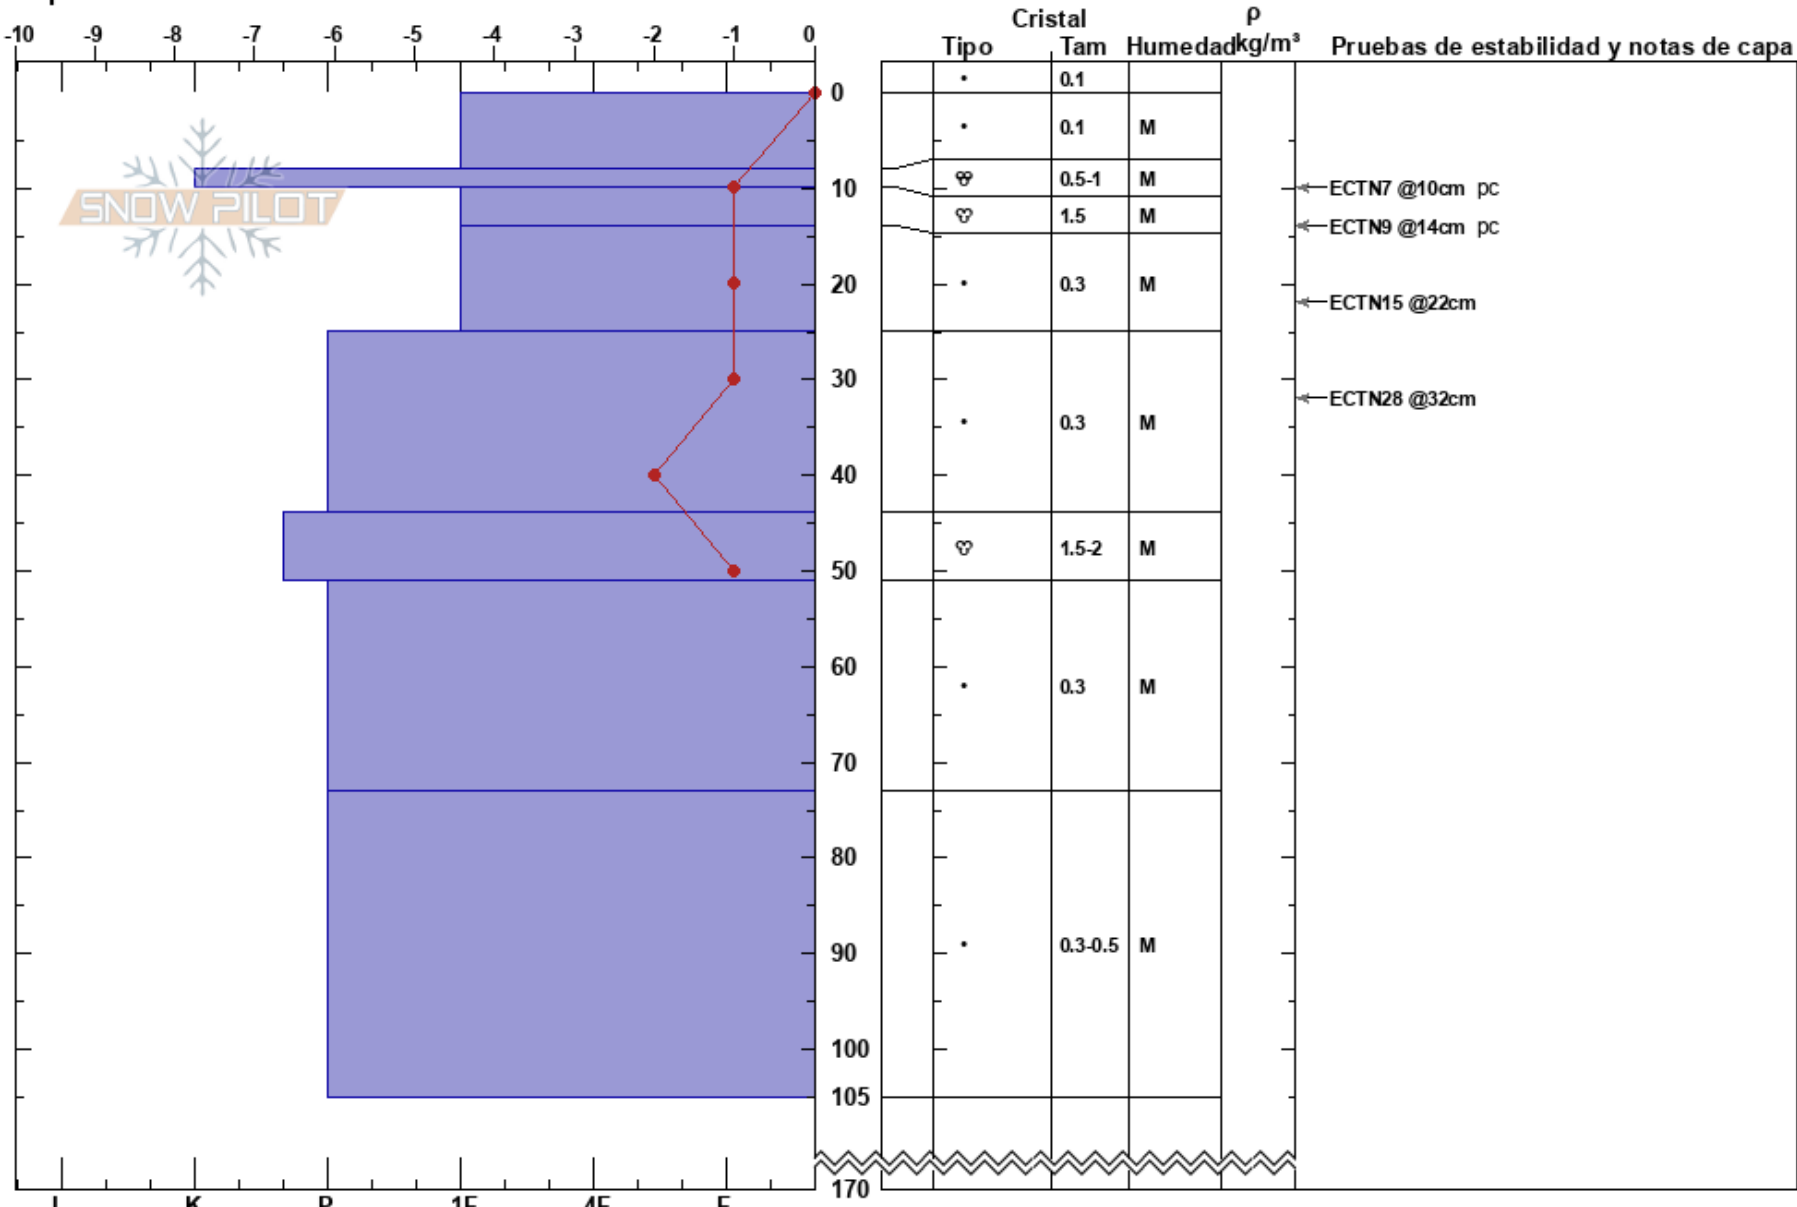 Cristal ρ
-10 -9 -8 -7 -6 -5 -4 -3 -2 -1 0
Tipo Tam Humedad kg/m³ Pruebas de estabilidad y notas de capa
0.1
0
0.1 M
SNOW PILOT
0.5-1 M
10
ECTN7 @10cm pc
1.5 M
ECTN9 @14cm pc
20
0.3 M
ECTN15 @22cm
30
ECTN28 @32cm
0.3 M
40
1.5-2 M
50
60
0.3 M
70
80
90
0.3-0.5 M
100
105
170
I K P 1F 4F F